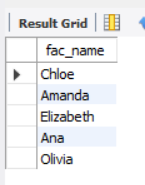 Result Grid
fac_name
Chloe
Amanda
Elizabeth
Ana
Olivia